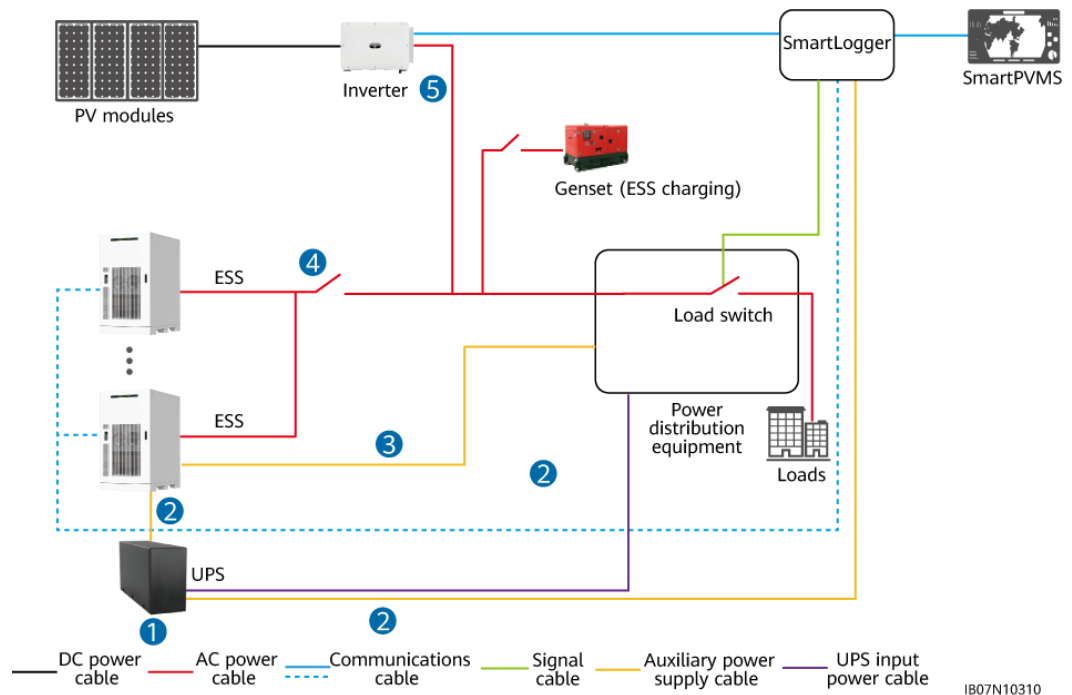 SmartLogger
SmartPVMS
PV modules
Inverter
5
Genset (ESS charging)
4
ESS
Load switch
ESS
3
Power
distribution
equipment
2
Loads
2
UPS
1
2
DC power
cable
AC power
cable
Communications
cable
Signal
cable
Auxiliary power
supply cable
UPS input
power cable
IB07N10310